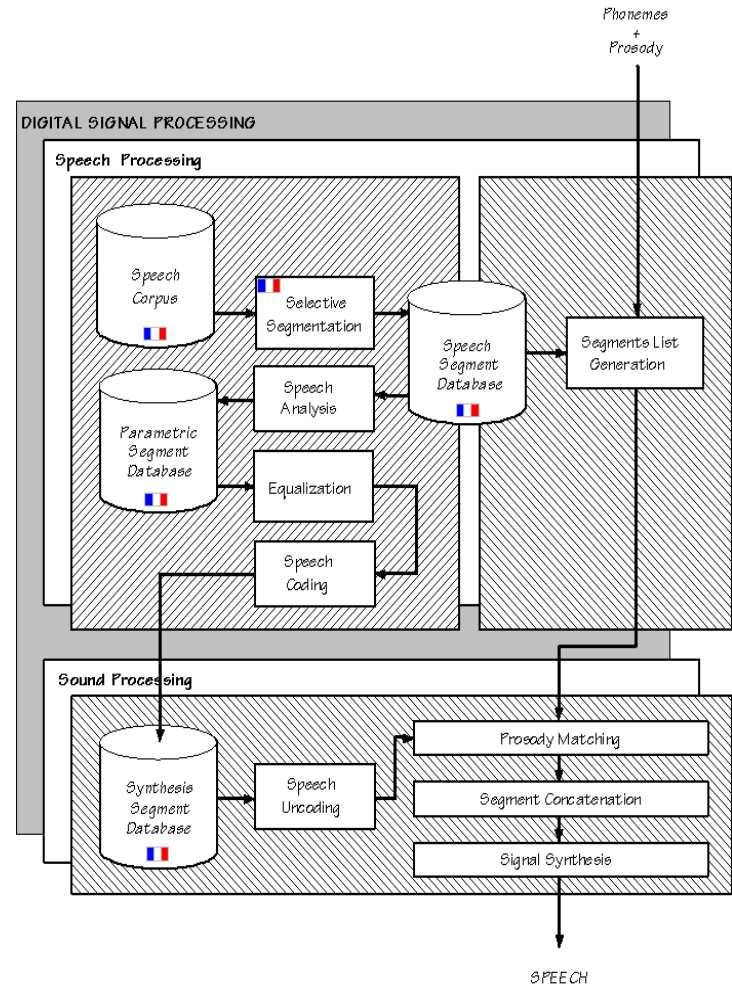 Phonemes
+
Prosody
DIGITAL SIGNAL PROCESSING
Speech Processing
Speech
Corpus
Selective
Segmentation
Speech
Segment
Database
Segments List
Generation
Speech
Analysis
Parametric
Segment
Database
Equalization
Speech
Coding
Sound Processing
Synthesis
Segment
Database
Speech
Uncoding
Prosody Matching
Segment Concatenation
Signal Synthesis
SPEECH